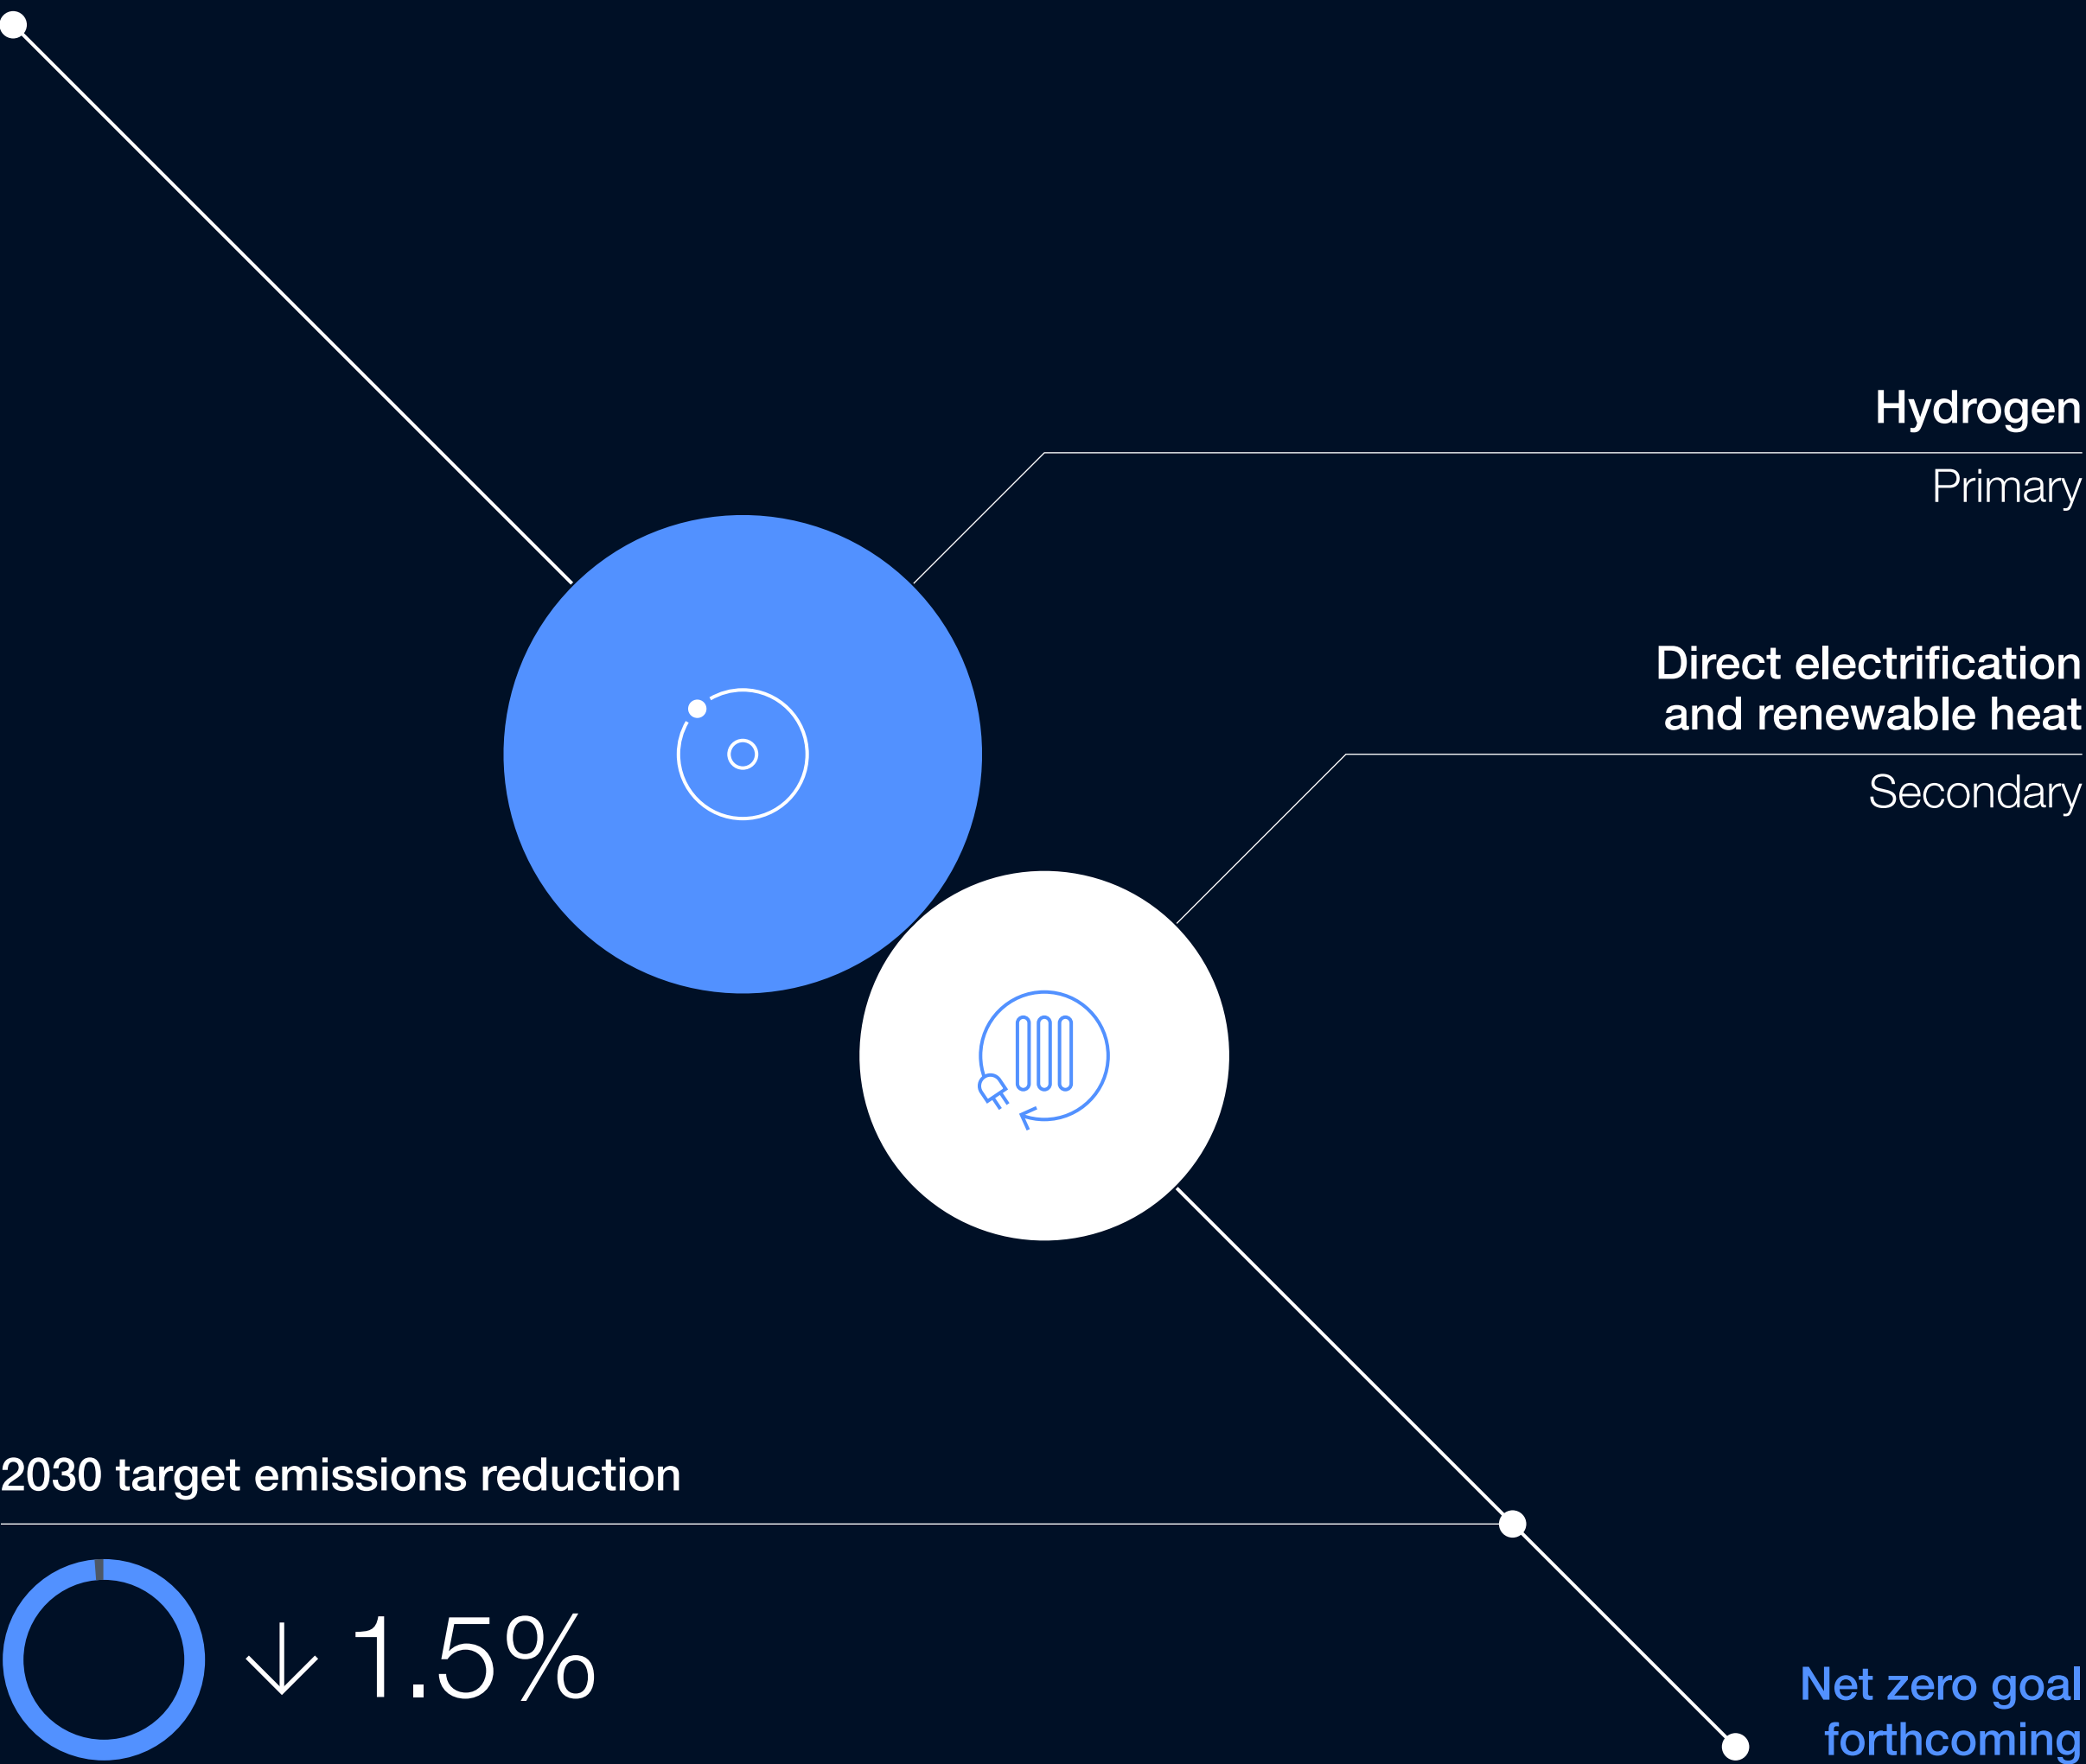 Hydrogen
Primary
Direct electrification
and renewable heat
Secondary
2030 target emissions reduction
1.5%
Net zero goal
forthcoming